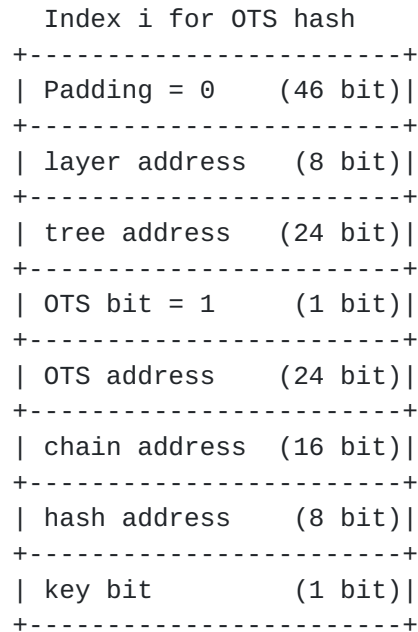 Index i for OTS hash
+------------------------+
| Padding = 0    (46 bit)|
+------------------------+
| layer address   (8 bit)|
+------------------------+
| tree address   (24 bit)|
+------------------------+
| OTS bit = 1     (1 bit)|
+------------------------+
| OTS address    (24 bit)|
+------------------------+
| chain address  (16 bit)|
+------------------------+
| hash address    (8 bit)|
+------------------------+
| key bit         (1 bit)|
+------------------------+